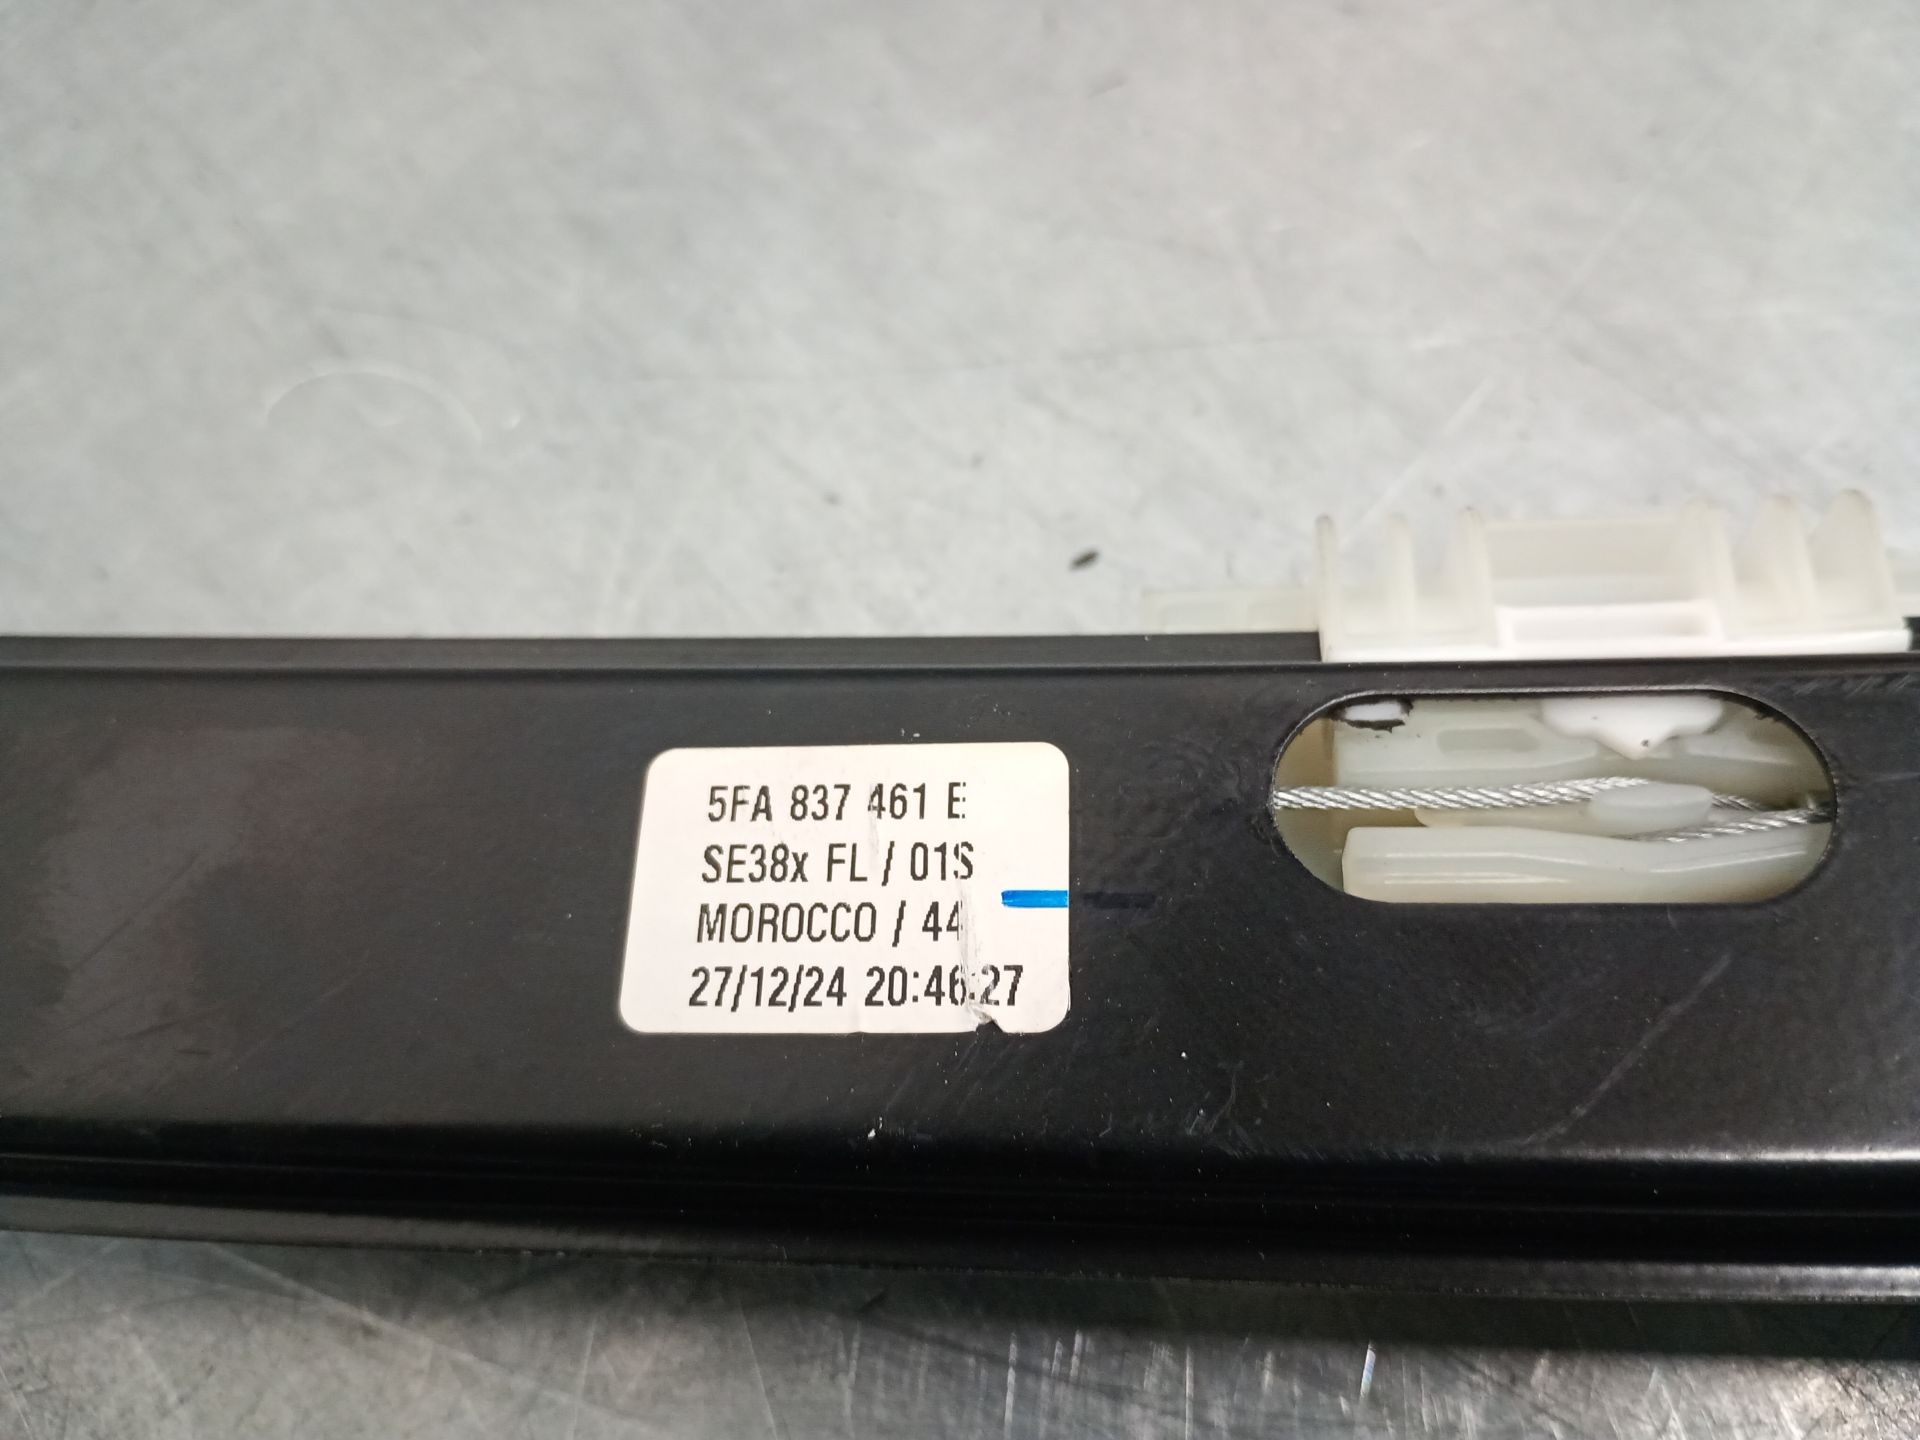 5FA 837 461 E
SE38x FL / 01S
MOROCCO / 44
27/12/24 20:46:27